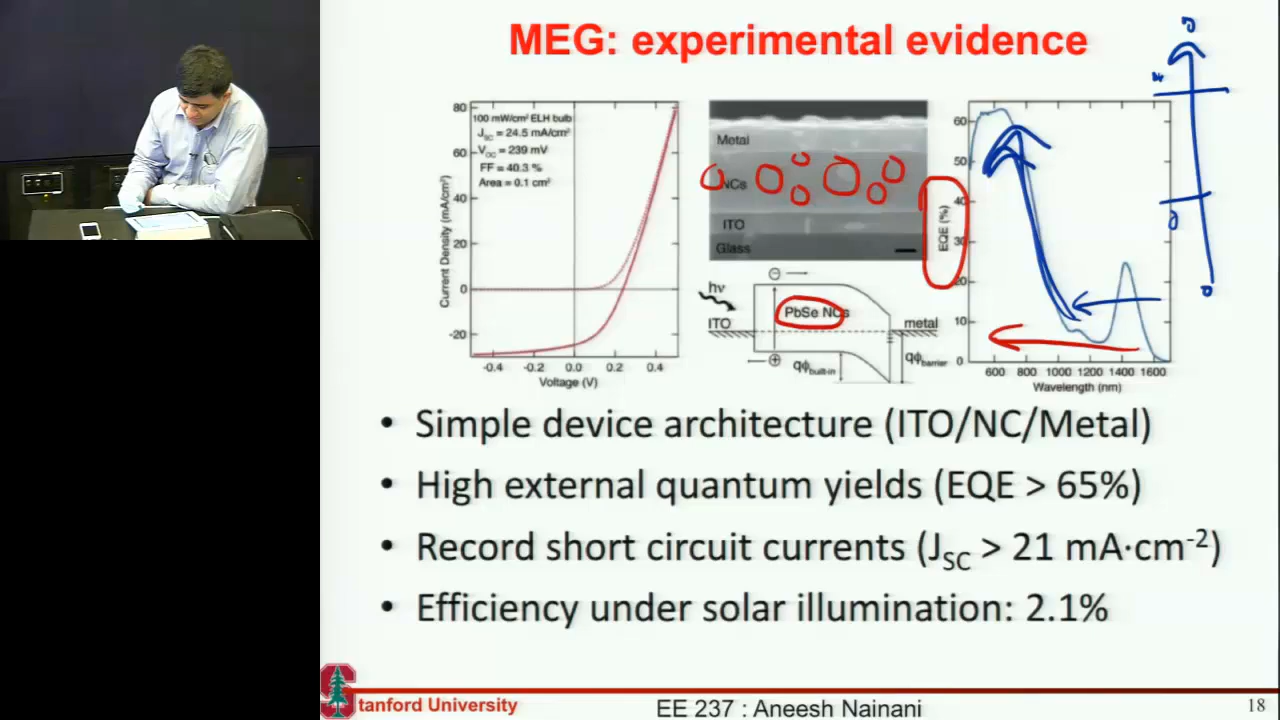 MEG: experimental evidence
100 mW/cm² ELH bulb
J_SC = 24.5 mA/cm²
V_OC = 239 mV
FF = 40.3 %
Area = 0.1 cm²
80
60
40
20
0
-20
Current Density (mA/cm²)
-0.4 -0.2 0.0 0.2 0.4
Voltage (V)
Metal
NCs
ITO
Glass
hν
ITO
PbSe NCs
metal
qϕbuilt-in
qϕbarrier
60
50
40
30
20
10
0
EQE (%)
600 800 1000 1200 1400 1600
Wavelength (nm)
• Simple device architecture (ITO/NC/Metal)
• High external quantum yields (EQE > 65%)
• Record short circuit currents (J_SC > 21 mA·cm⁻²)
• Efficiency under solar illumination: 2.1%
Stanford University
EE 237 : Aneesh Nainani
18